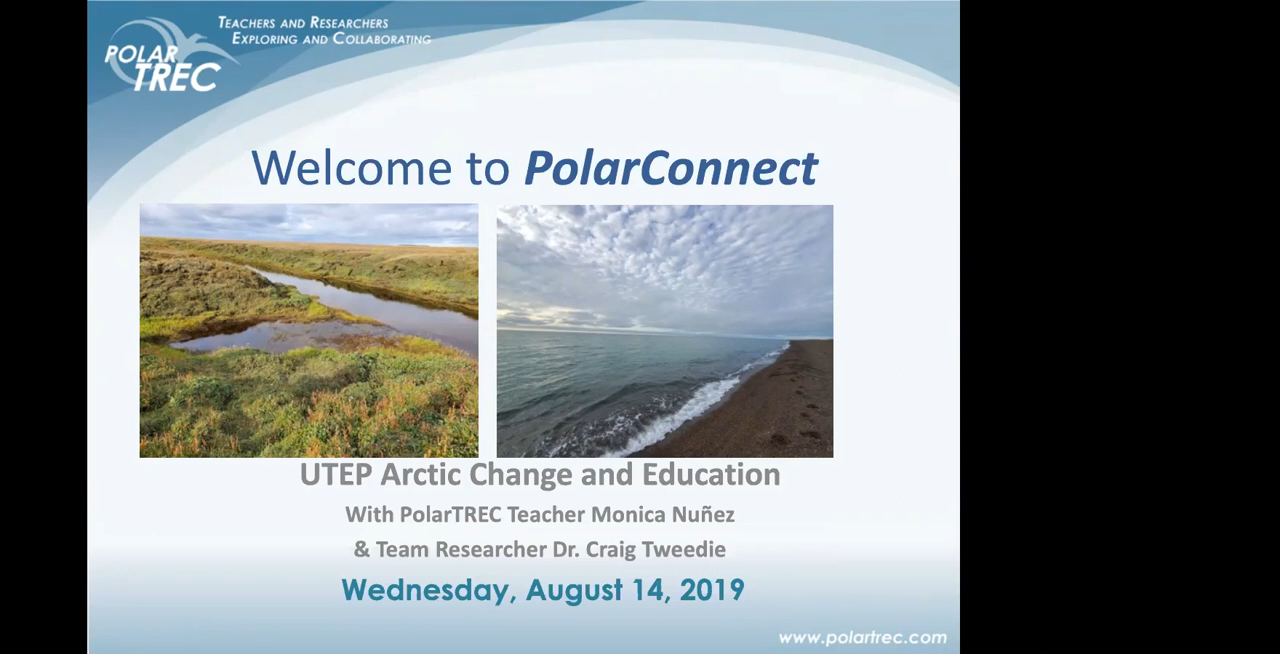 TEACHERS AND RESEARCHERS
EXPLORING AND COLLABORATING
POLAR
TREC
Welcome to PolarConnect
UTEP Arctic Change and Education
With PolarTREC Teacher Monica Nuñez
& Team Researcher Dr. Craig Tweedie
Wednesday, August 14, 2019
www.polartrec.com